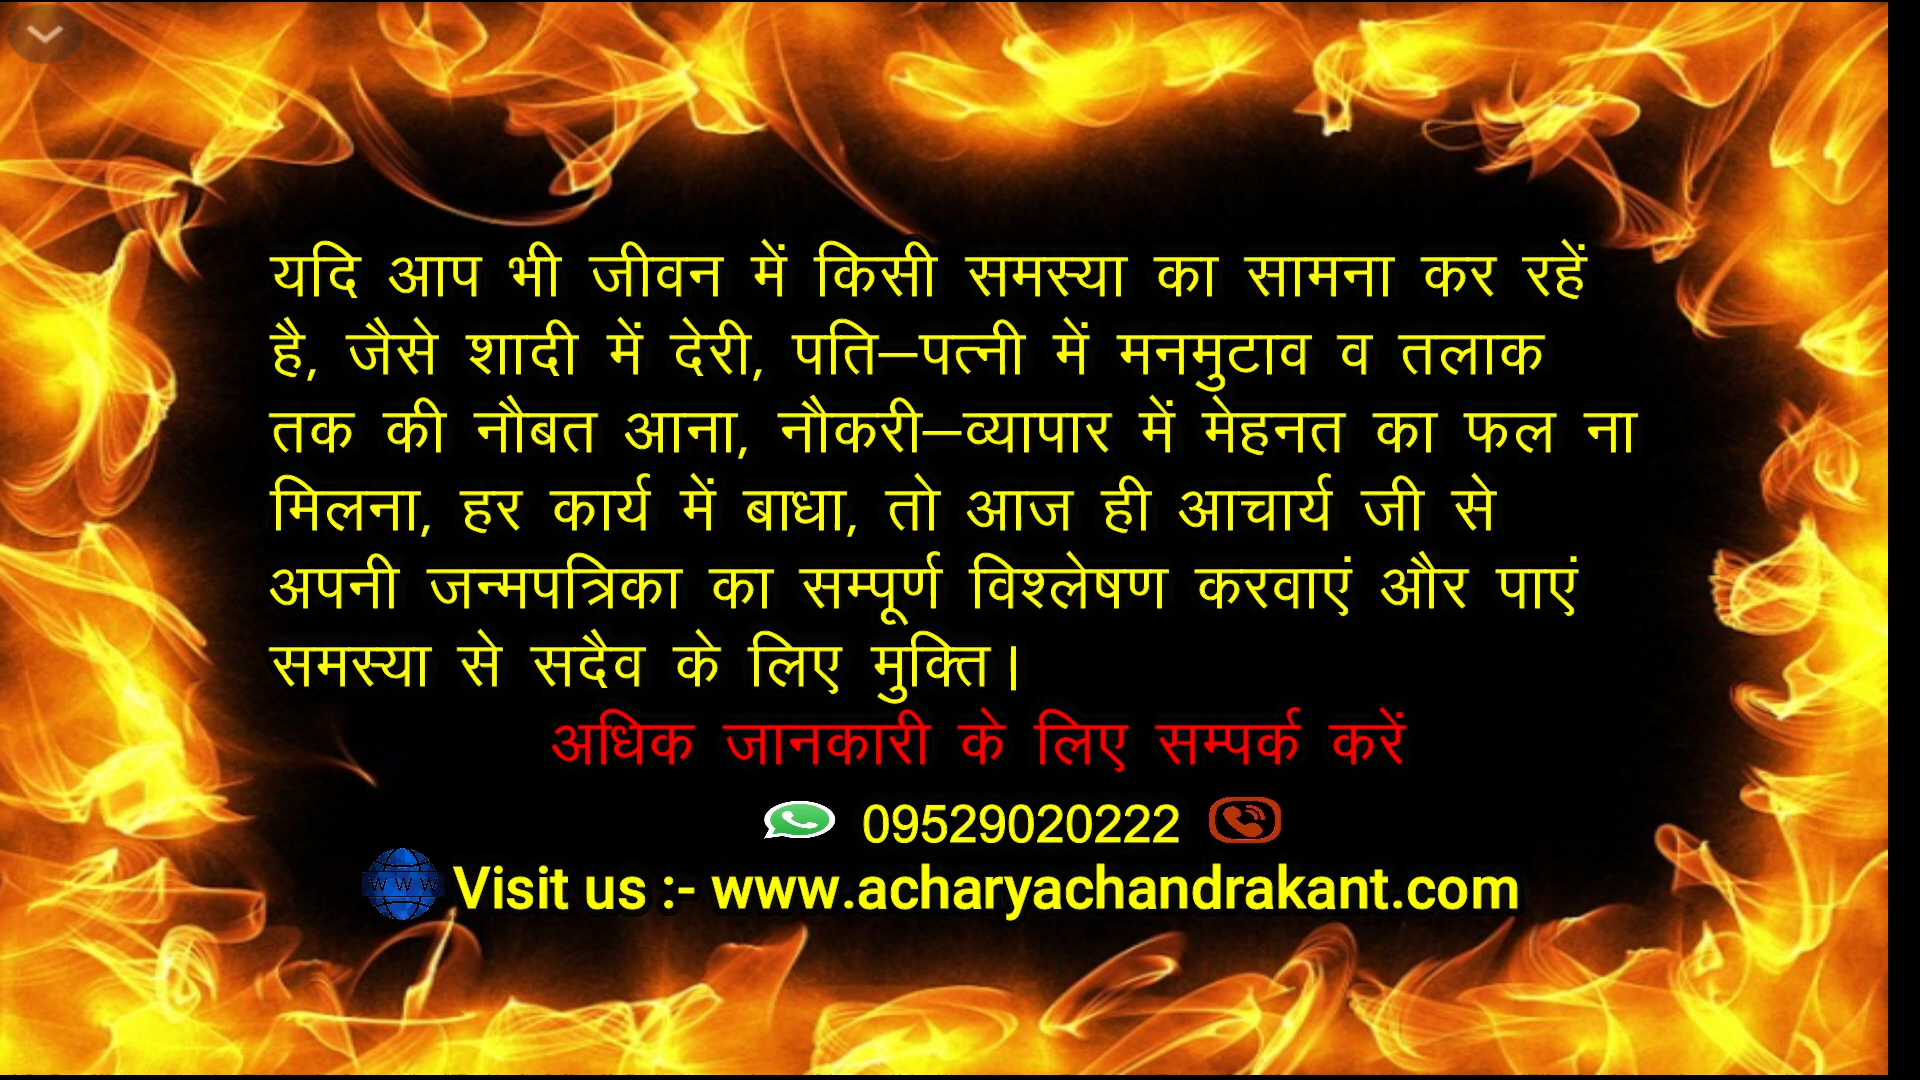 यदि आप भी जीवन में किसी समस्या का सामना कर रहें
है, जैसे शादी में देरी, पति–पत्नी में मनमुटाव व तलाक
तक की नौबत आना, नौकरी–व्यापार में मेहनत का फल ना
मिलना, हर कार्य में बाधा, तो आज ही आचार्य जी से
अपनी जन्मपत्रिका का सम्पूर्ण विश्लेषण करवाएं और पाएं
समस्या से सदैव के लिए मुक्ति।
अधिक जानकारी के लिए सम्पर्क करें
09529020222
WWW Visit us :- www.acharyachandrakant.com